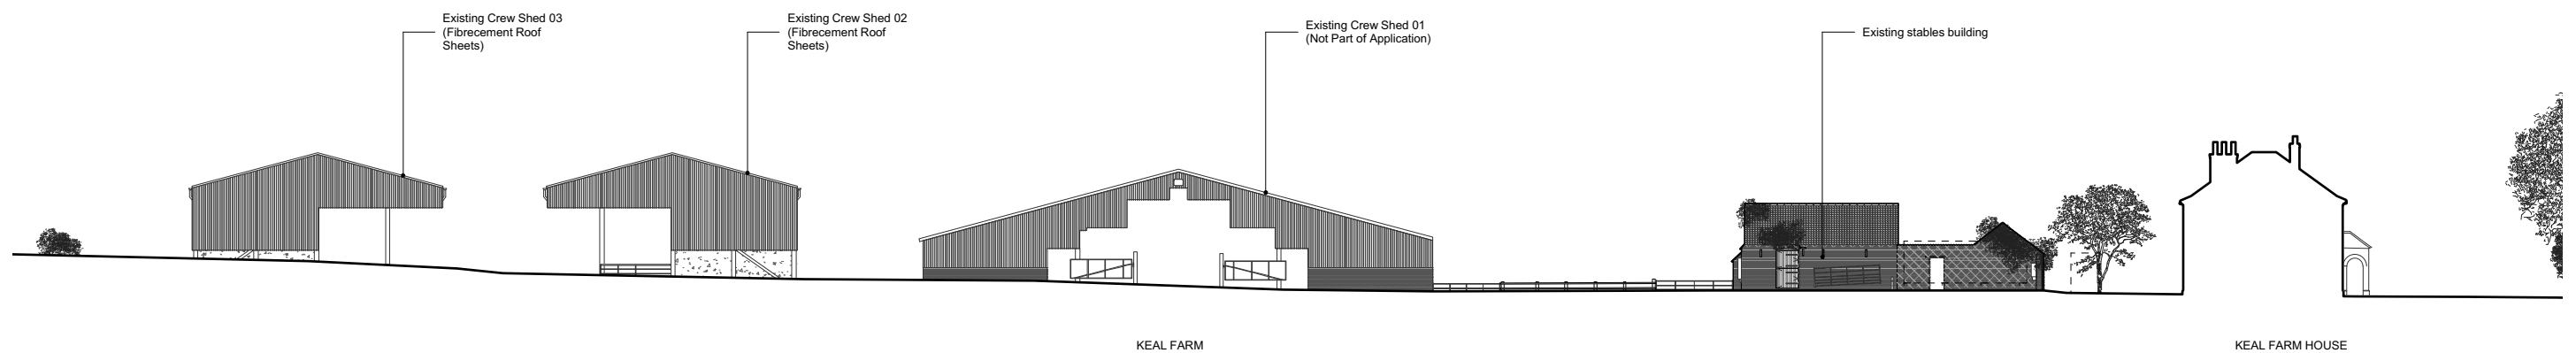 Existing Crew Shed 03
(Fibrecement Roof
Sheets)
Existing Crew Shed 02
(Fibrecement Roof
Sheets)
Existing Crew Shed 01
(Not Part of Application)
Existing stables building
KEAL FARM
KEAL FARM HOUSE